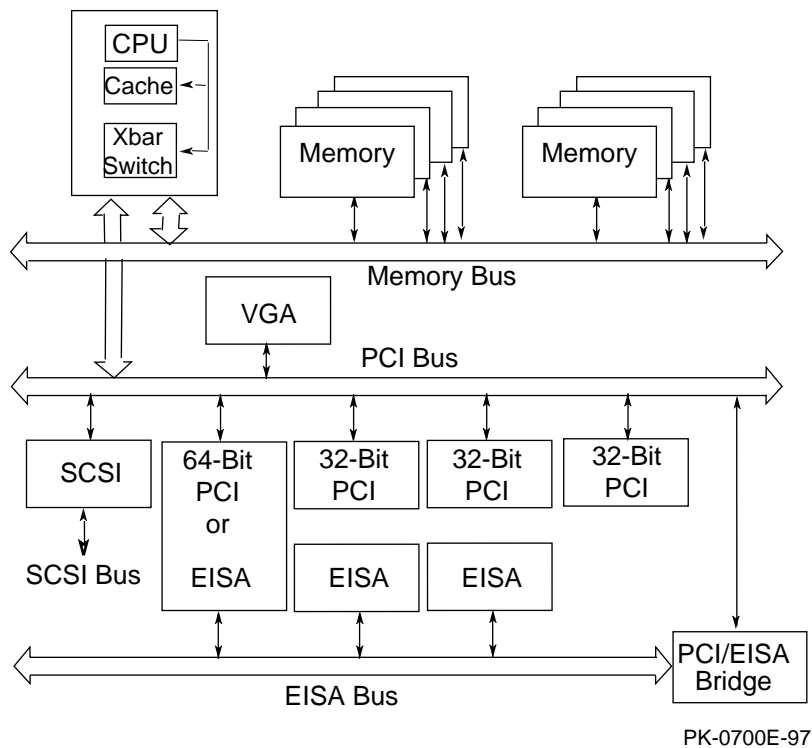 CPU
Cache
Xbar
Switch
Memory
Memory
Memory Bus
VGA
PCI Bus
SCSI
64-Bit
PCI
or
EISA
32-Bit
PCI
32-Bit
PCI
32-Bit
PCI
SCSI Bus
EISA
EISA
PCI/EISA
Bridge
EISA Bus
PK-0700E-97